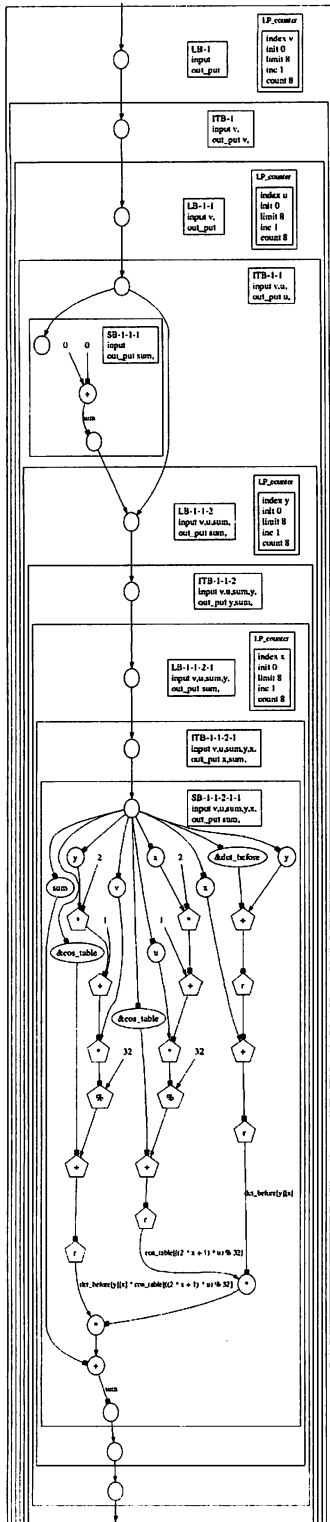 LB-1
input
out_put
LP_counter
index v
init 0
limit 8
inc 1
count 8
ITB-1
input v,
out_put v,
LB-1-1
input v,
out_put
LP_counter
index u
init 0
limit 8
inc 1
count 8
ITB-1-1
input v,u,
out_put u,
SB-1-1-1
input
out_put sum,
0 0
+
sum
LB-1-1-2
input v,u,sum,
out_put sum,
LP_counter
index y
init 0
limit 8
inc 1
count 8
ITB-1-1-2
input v,u,sum,y,
out_put y,sum,
LB-1-1-2-1
input v,u,sum,y,
out_put sum,
LP_counter
index x
init 0
limit 8
inc 1
count 8
ITB-1-1-2-1
input v,u,sum,y,x,
out_put x,sum,
SB-1-1-2-1-1
input v,u,sum,y,x,
out_put sum,
y 2 x 2 &dct_before y
sum v x
* 1 * 1 +
&cos_table u
+ + r
&cos_table
* * +
32 32
% %
r
+ +
dct_before[y][x]
r r
cos_table[((2 * x + 1) * u) % 32]
dct_before[y][x] * cos_table[((2 * x + 1) * u) % 32]
*
*
+
sum